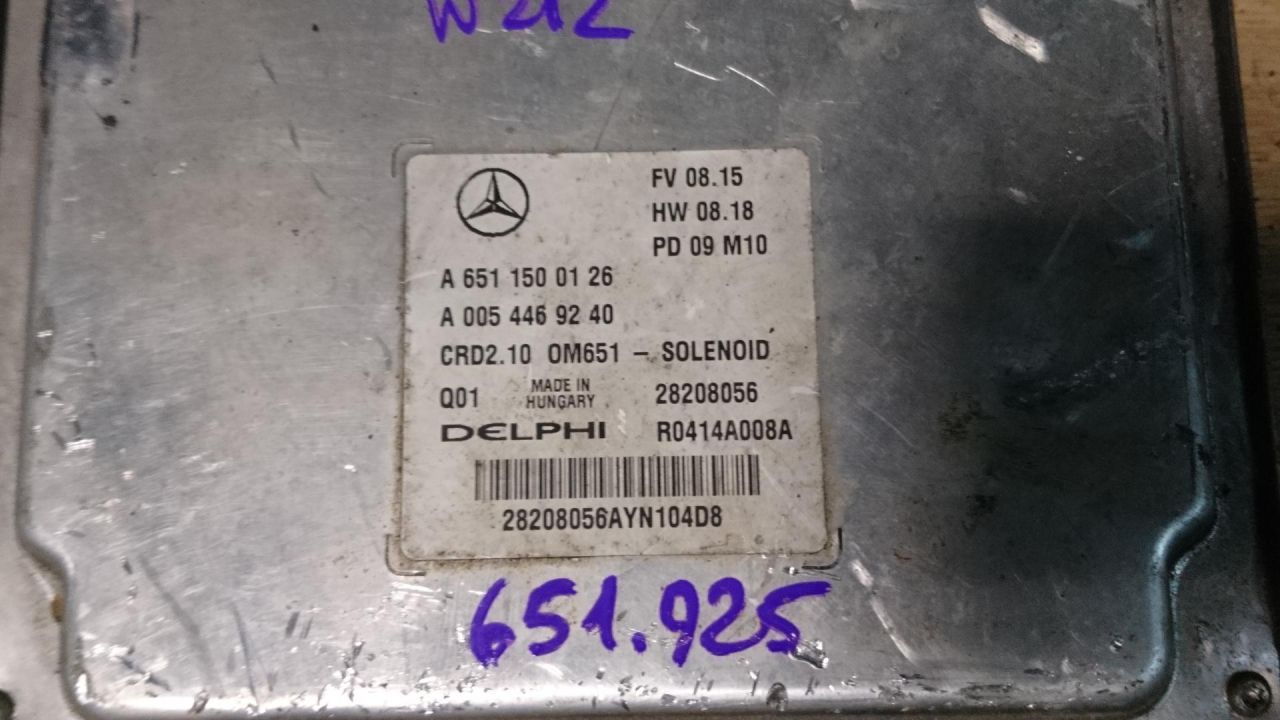 W212
FV 08.15
HW 08.18
PD 09 M10
A 651 150 01 26
A 005 446 92 40
CRD2.10 OM651 – SOLENOID
Q01 MADE IN HUNGARY 28208056
DELPHI R0414A008A
28208056AYN104D8
651.925